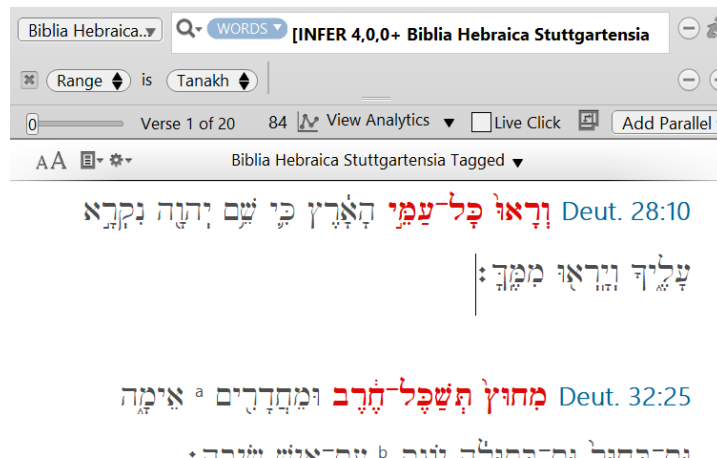 Biblia Hebraica.. WORDS [INFER 4,0,0+ Biblia Hebraica Stuttgartensia
Range is Tanakh
0 Verse 1 of 20 84 View Analytics Live Click Add Parallel
AA Biblia Hebraica Stuttgartensia Tagged
Deut. 28:10 וְרָאוּ֙ כָּל־עַמֵּ֣י הָאָ֔רֶץ כִּ֛י שֵׁ֥ם יְהוָ֖ה נִקְרָ֣א
עָלֶ֑יךָ וְיָֽרְא֖וּ מִמֶּֽךָּ׃
Deut. 32:25 מִחוּץ֙ תְּשַׁכֶּל־חֶ֔רֶב וּמֵחֲדָרִ֖ים a אֵימָ֑ה